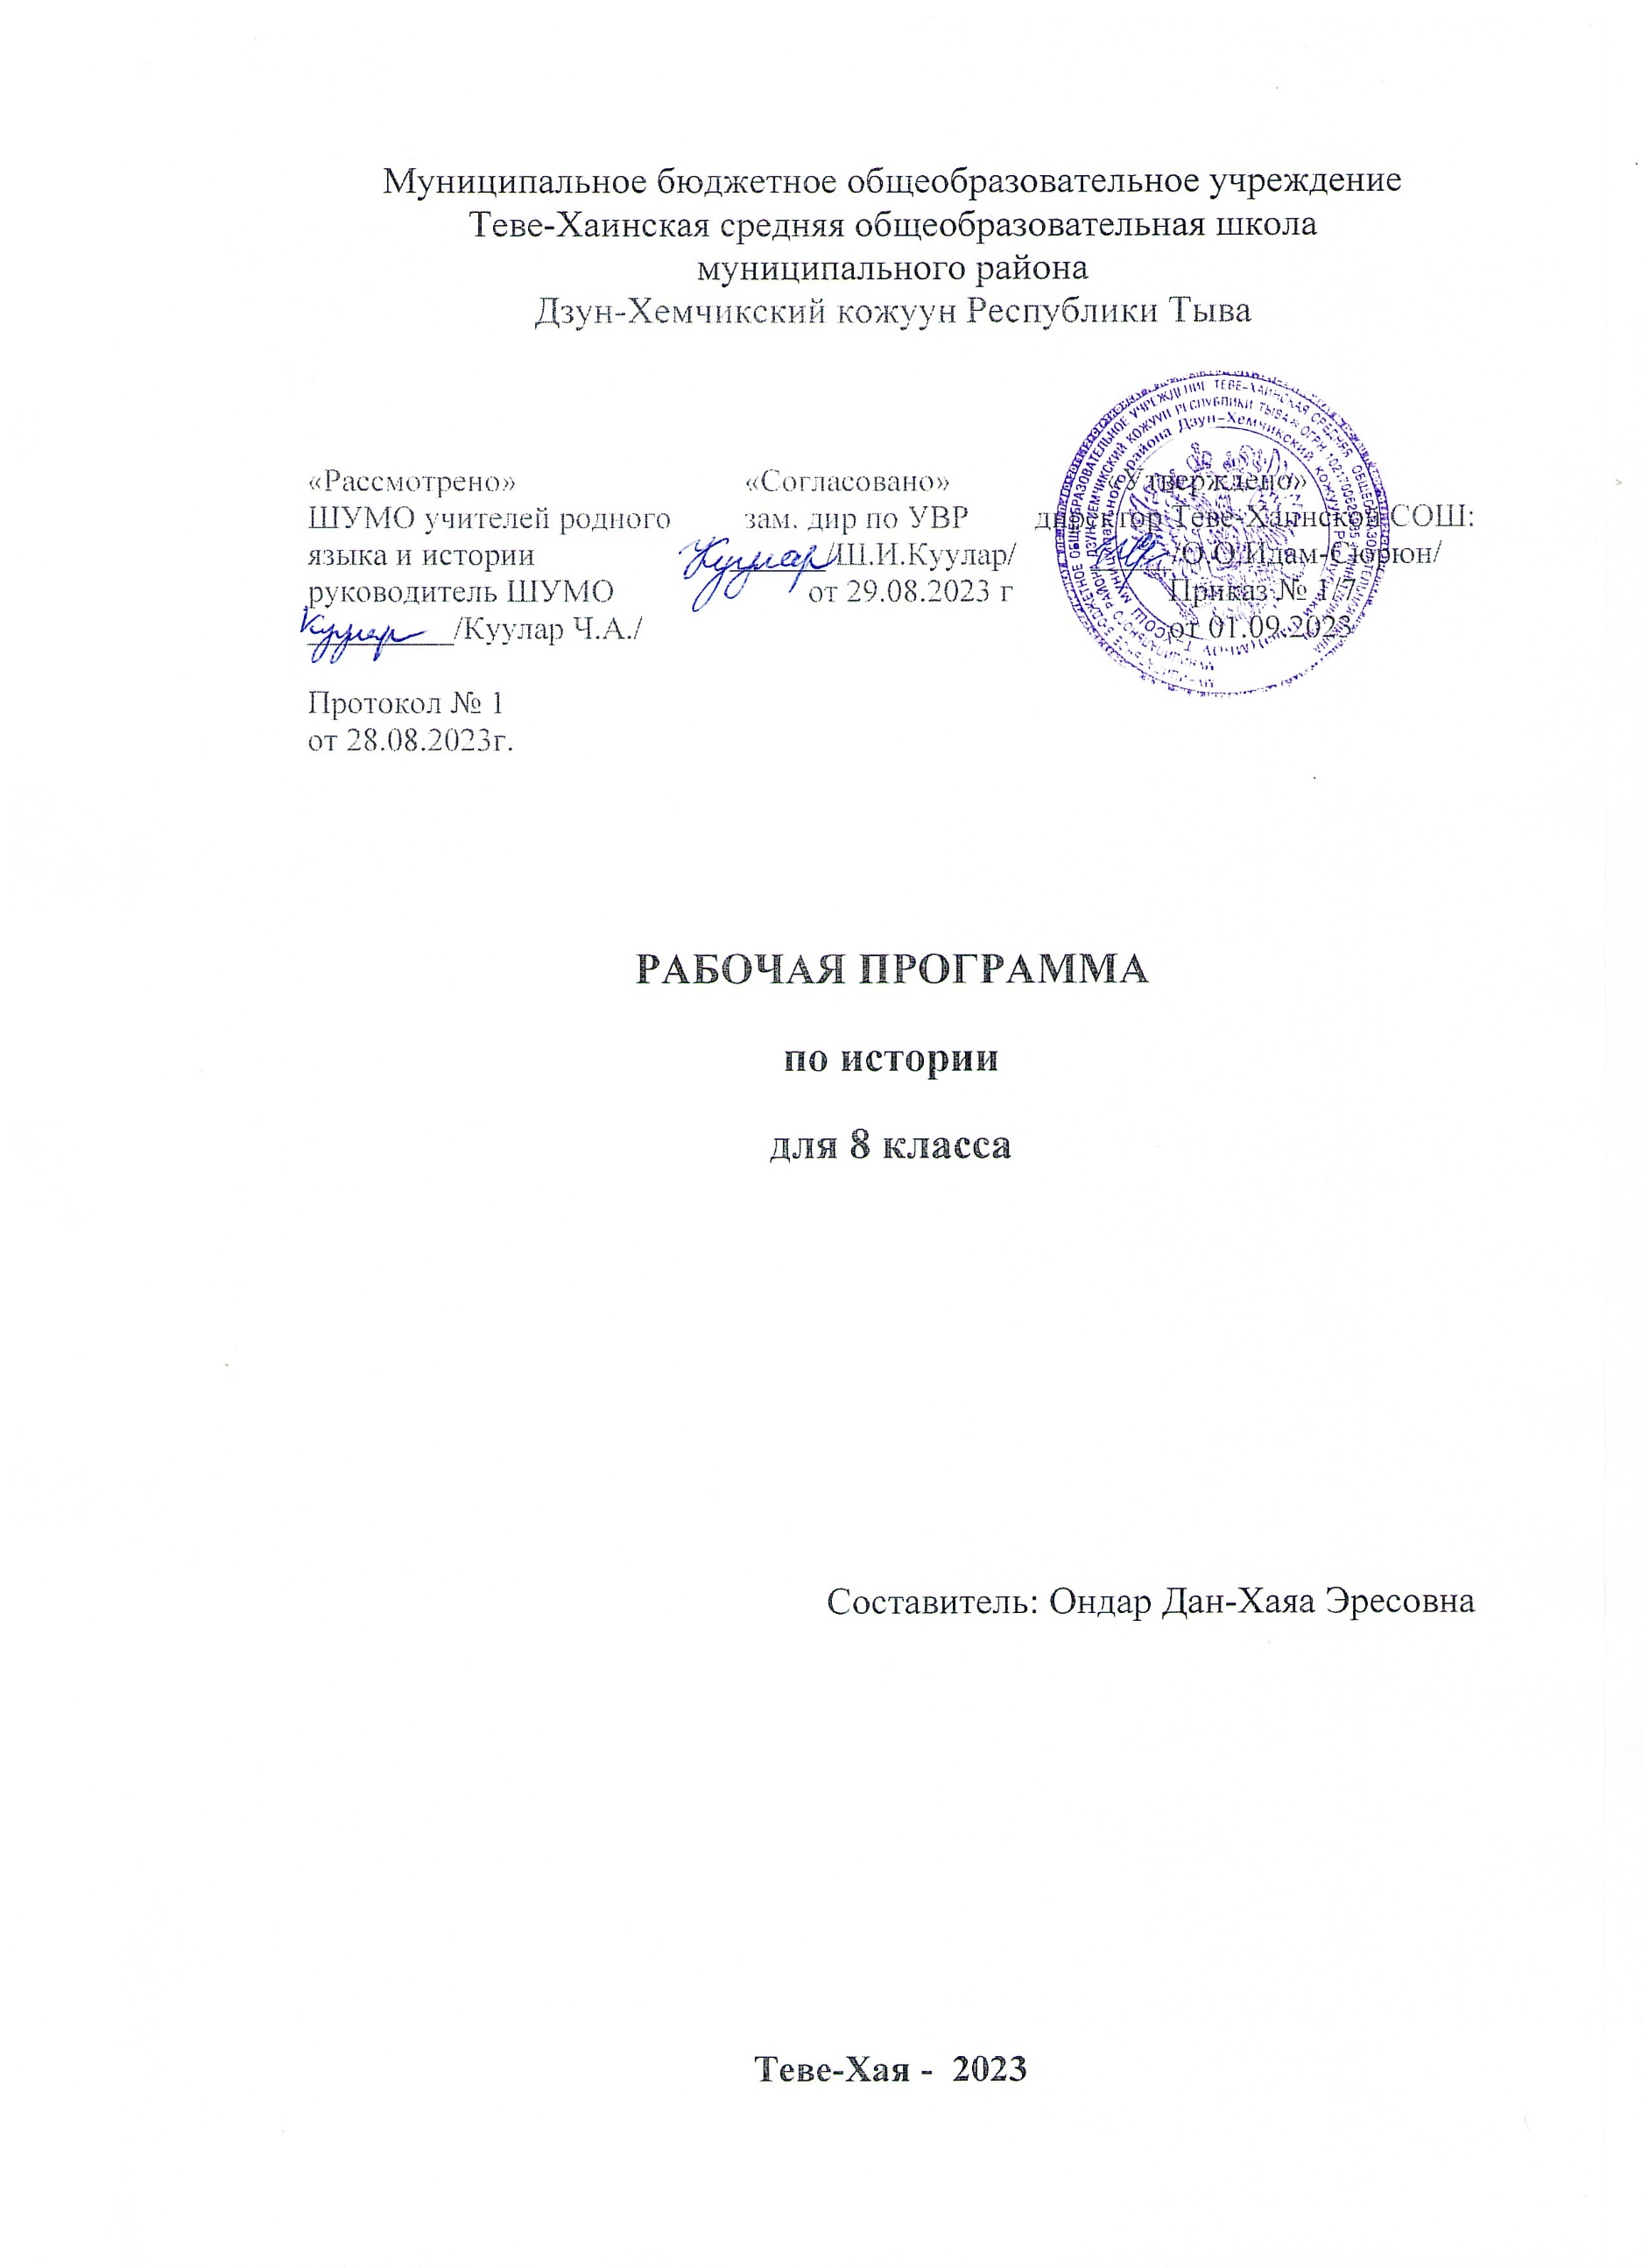 Муниципальное бюджетное общеобразовательное учреждение
Теве-Хаинская средняя общеобразовательная школа
муниципального района
Дзун-Хемчикский кожуун Республики Тыва
«Рассмотрено»
ШУМО учителей родного
языка и истории
руководитель ШУМО
Куулар /Куулар Ч.А./
Протокол № 1
от 28.08.2023г.
«Согласовано»
зам. дир по УВР
Куулар /Ш.И.Куулар/
от 29.08.2023 г
«Утверждено»
директор Теве-Хаинской СОШ:
/О.О.Идам-Сюрюн/
Приказ № 1/7
от 01.09.2023
РАБОЧАЯ ПРОГРАММА
по истории
для 8 класса
Составитель: Ондар Дан-Хаяа Эресовна
Теве-Хая - 2023